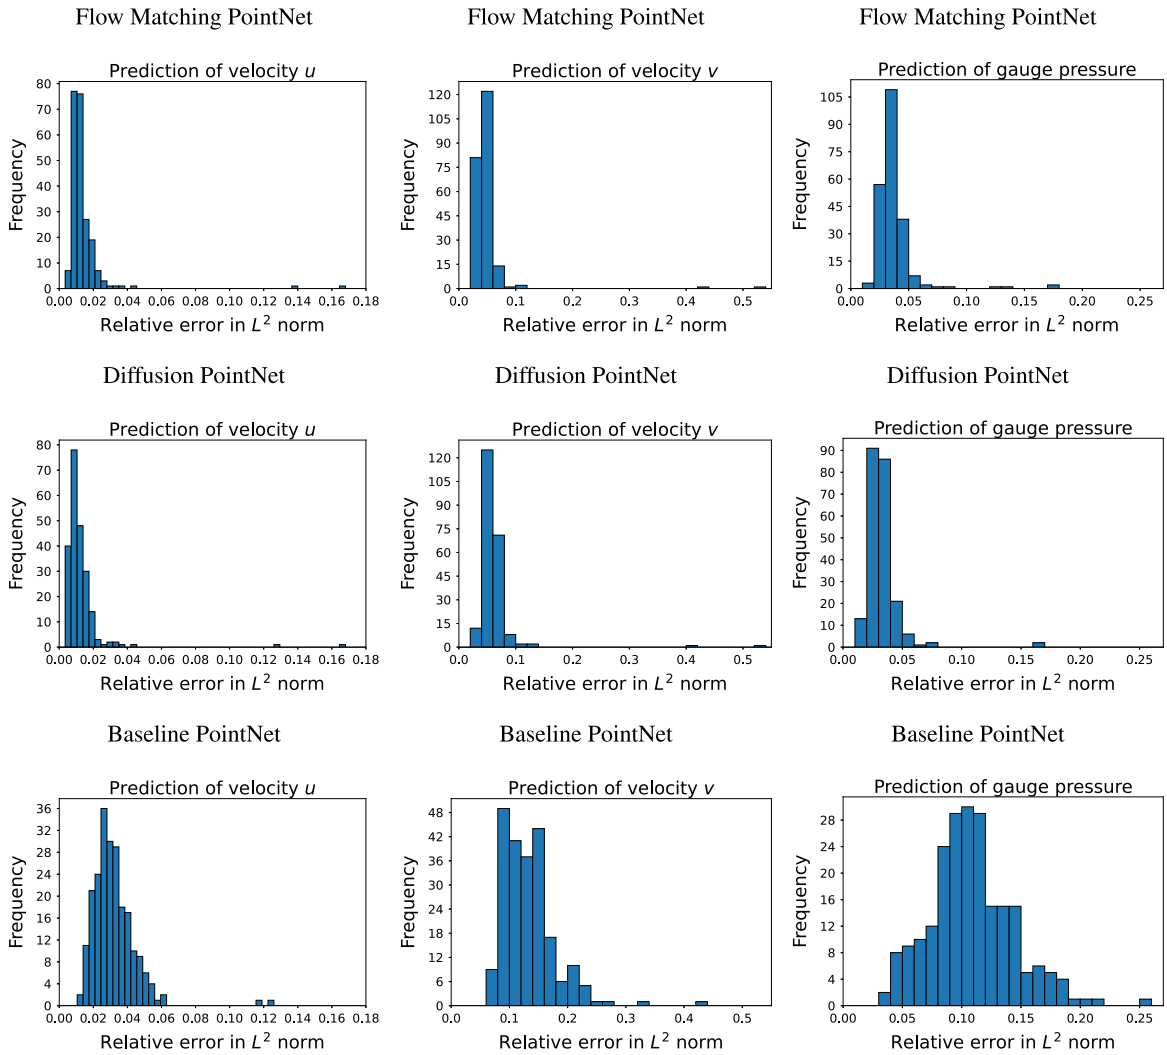 Flow Matching PointNet
Flow Matching PointNet
Flow Matching PointNet
Prediction of velocity u
80
70
60
50
40
30
20
10
0
Frequency
0.00 0.02 0.04 0.06 0.08 0.10 0.12 0.14 0.16 0.18
Relative error in L² norm
Prediction of velocity v
120
105
90
75
60
45
30
15
0
Frequency
0.0 0.1 0.2 0.3 0.4 0.5
Relative error in L² norm
Prediction of gauge pressure
105
90
75
60
45
30
15
0
Frequency
0.00 0.05 0.10 0.15 0.20 0.25
Relative error in L² norm
Diffusion PointNet
Diffusion PointNet
Diffusion PointNet
Prediction of velocity u
80
70
60
50
40
30
20
10
0
Frequency
0.00 0.02 0.04 0.06 0.08 0.10 0.12 0.14 0.16 0.18
Relative error in L² norm
Prediction of velocity v
120
105
90
75
60
45
30
15
0
Frequency
0.0 0.1 0.2 0.3 0.4 0.5
Relative error in L² norm
Prediction of gauge pressure
90
80
70
60
50
40
30
20
10
0
Frequency
0.00 0.05 0.10 0.15 0.20 0.25
Relative error in L² norm
Baseline PointNet
Baseline PointNet
Baseline PointNet
Prediction of velocity u
36
32
28
24
20
16
12
8
4
0
Frequency
0.00 0.02 0.04 0.06 0.08 0.10 0.12 0.14 0.16 0.18
Relative error in L² norm
Prediction of velocity v
48
42
36
30
24
18
12
6
0
Frequency
0.1 0.2 0.3 0.4 0.5
Relative error in L² norm
Prediction of gauge pressure
28
24
20
16
12
8
4
0
Frequency
0.00 0.05 0.10 0.15 0.20 0.25
Relative error in L² norm